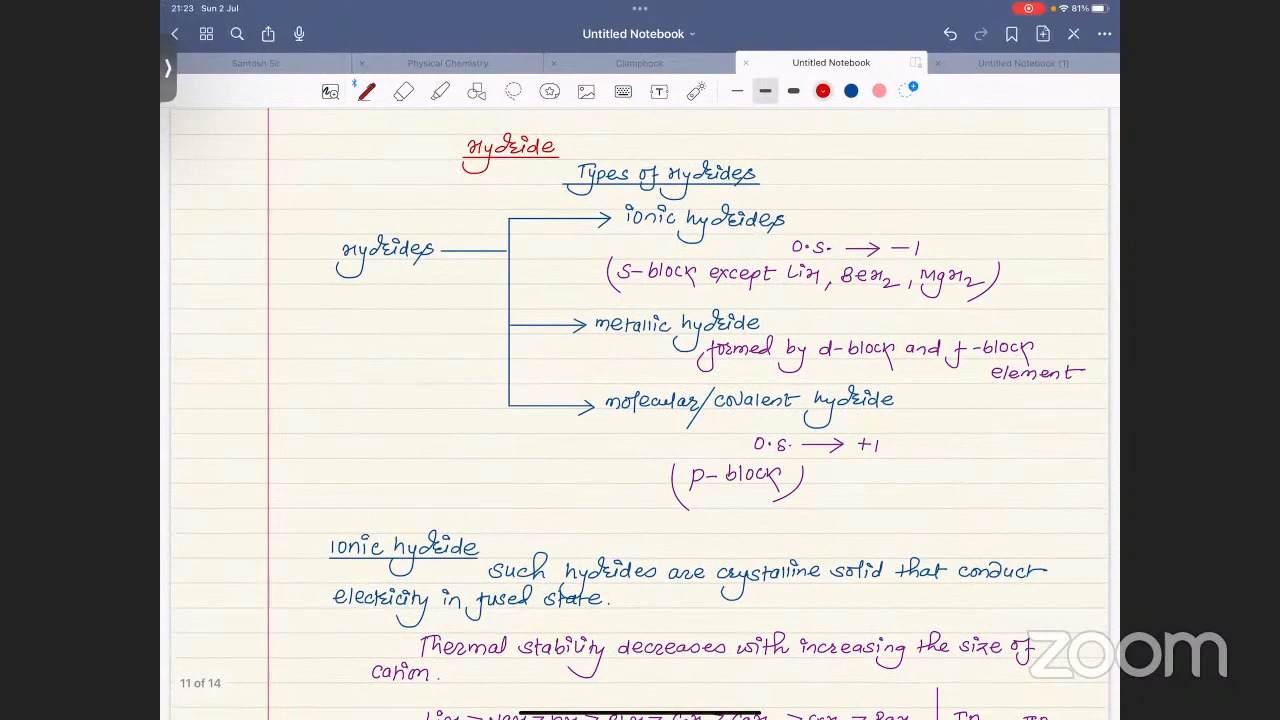 21:23 Sun 2 Jul
81%
Untitled Notebook
Santosh Sir
Physical Chemistry
Clampbook
Untitled Notebook
Untitled Notebook (1)
Hydride
Types of Hydrides
ionic hydrides
Hydrides
O.S. → -1
(S-block except LiH, BeH₂, MgH₂)
metallic hydride
formed by d-block and f-block
element
molecular/covalent hydride
O.S. → +1
(P-block)
Ionic hydride
such hydrides are crystalline solid that conduct
electricity in fused state.
Thermal stability decreases with increasing the size of
cation.
zoom
11 of 14